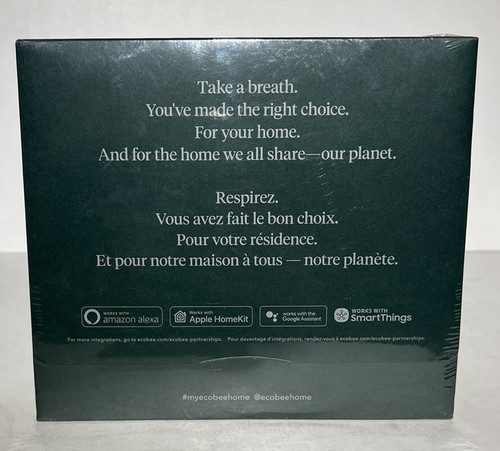 Take a breath.
You've made the right choice.
For your home.
And for the home we all share—our planet.
Respirez.
Vous avez fait le bon choix.
Pour votre résidence.
Et pour notre maison à tous — notre planète.
WORKS WITH
amazon alexa
Works with
Apple HomeKit
works with the
Google Assistant
WORKS WITH
SmartThings
For more integrations, go to ecobee.com/ecobee-partnerships. Pour davantage d'intégrations, rendez-vous à ecobee.com/ecobee-partnerships.
#myecobeehome @ecobeehome